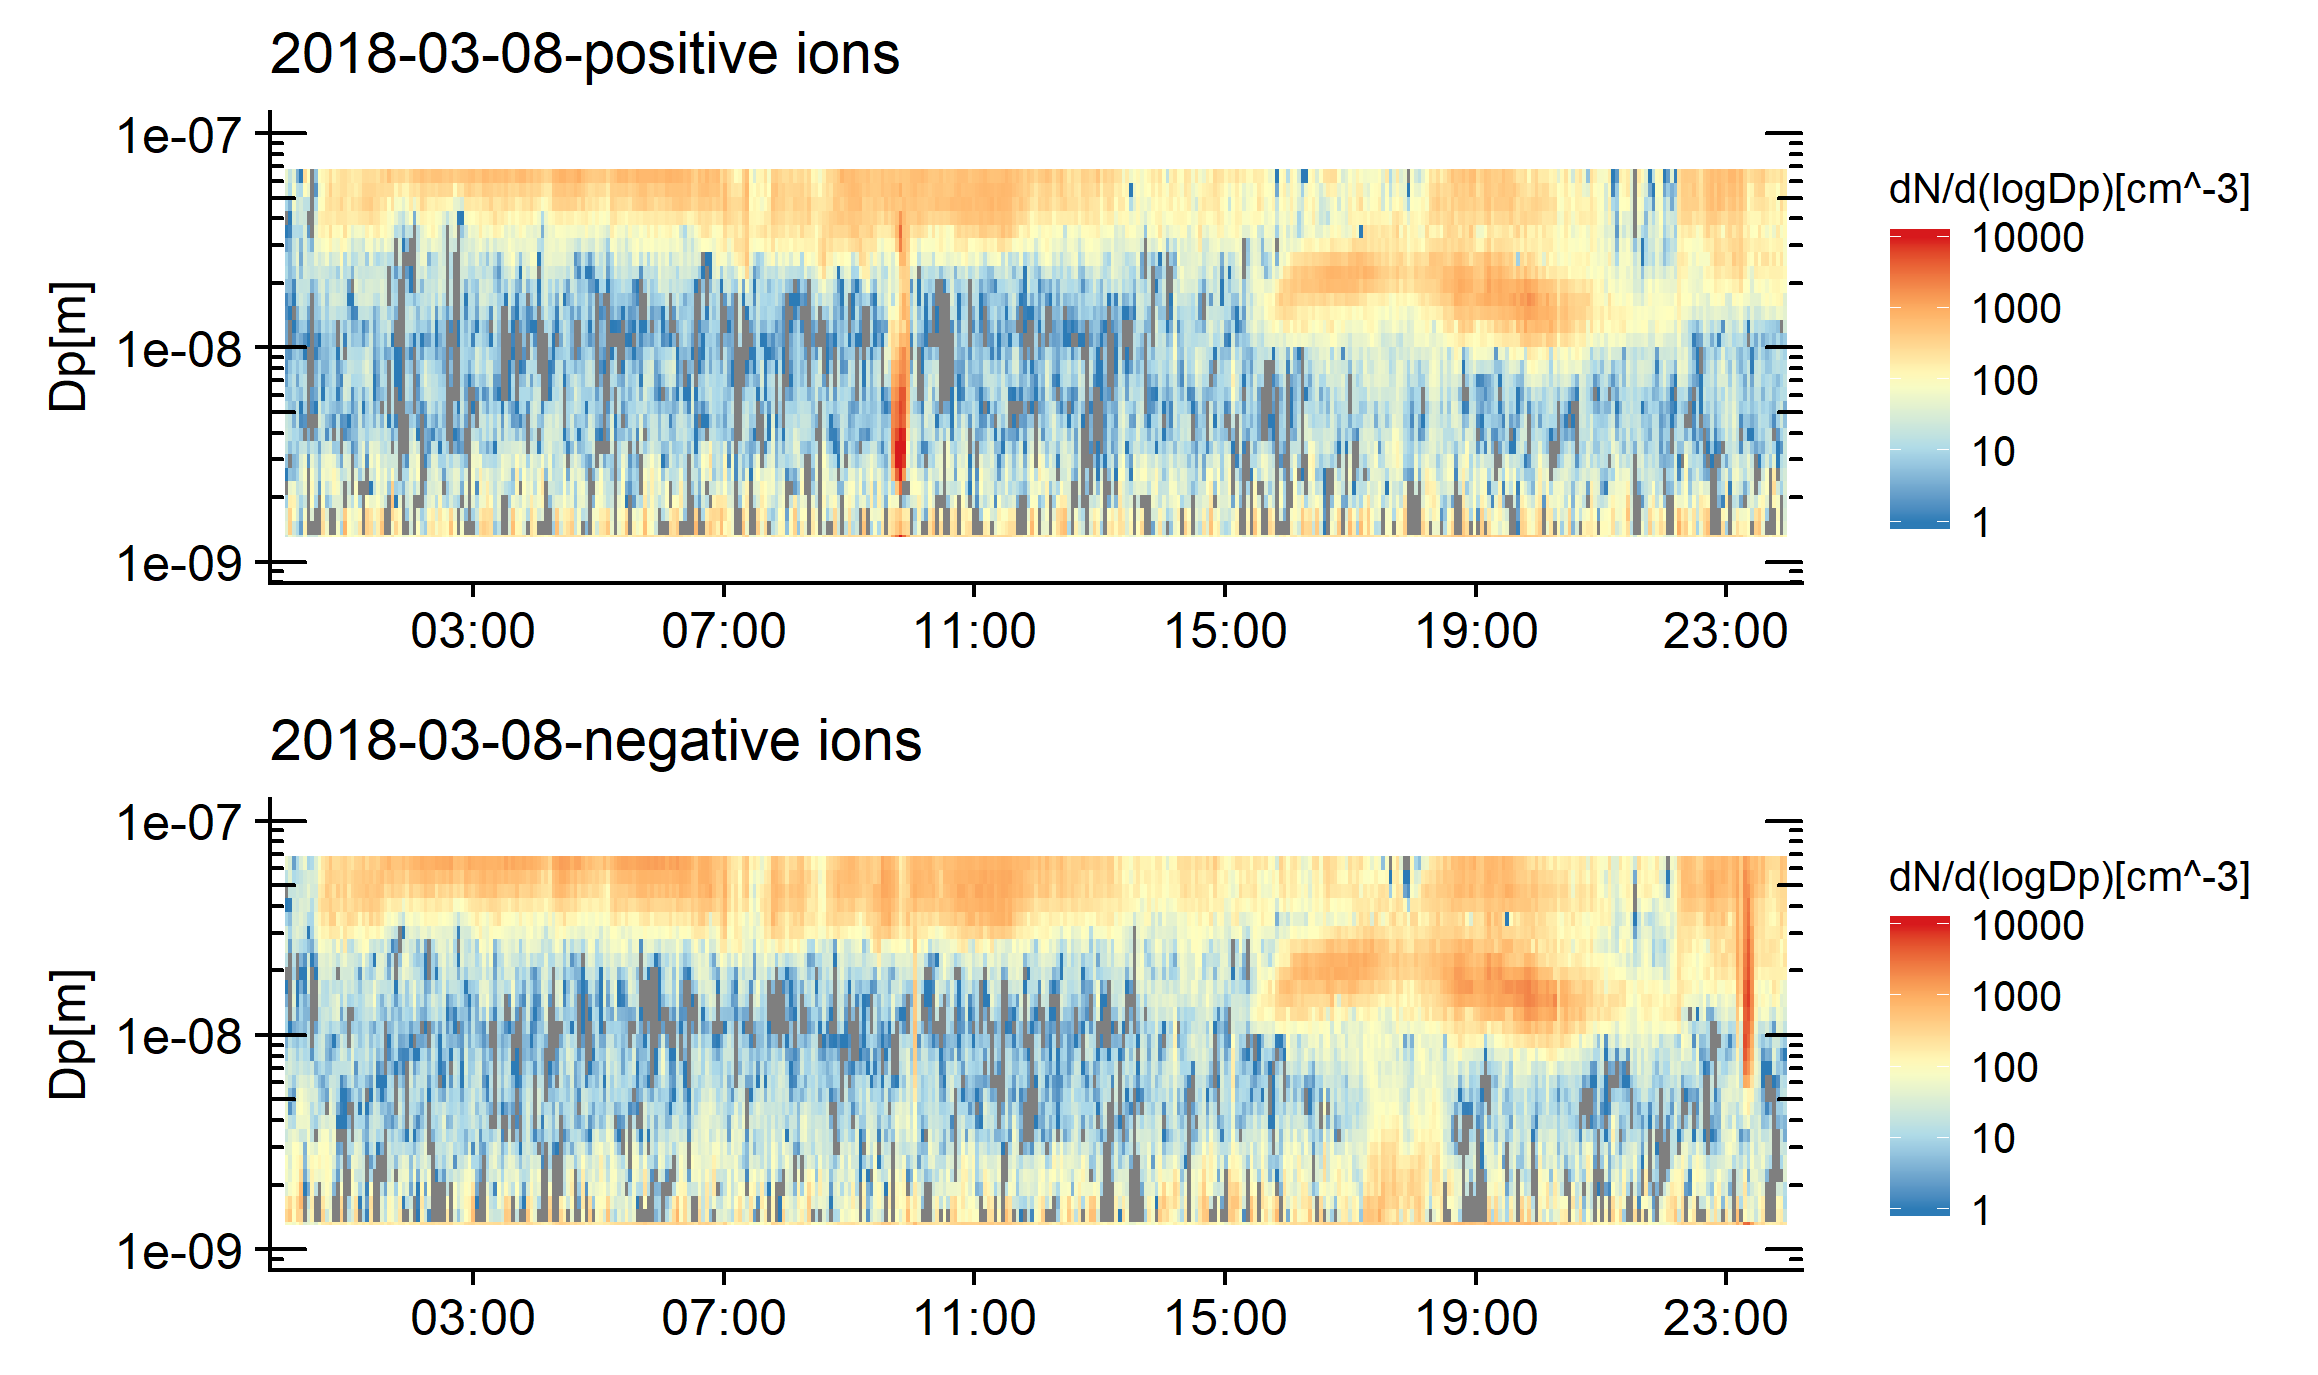 2018-03-08-positive ions
1e-07
1e-08
1e-09
Dp[m]
03:00 07:00 11:00 15:00 19:00 23:00
dN/d(logDp)[cm^-3]
10000
1000
100
10
1
2018-03-08-negative ions
1e-07
1e-08
1e-09
Dp[m]
03:00 07:00 11:00 15:00 19:00 23:00
dN/d(logDp)[cm^-3]
10000
1000
100
10
1